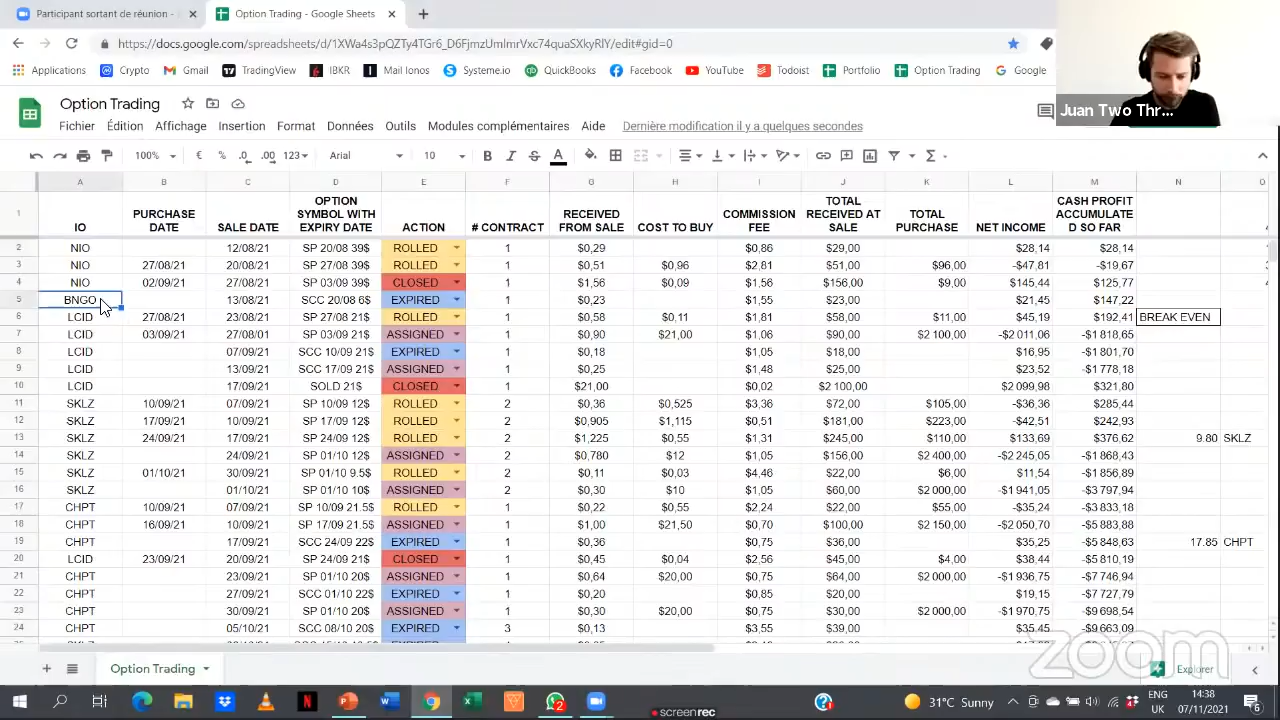 Participant sortant de réunion -
Option Trading - Google Sheets
https://docs.google.com/spreadsheets/d/1XWa4s3pQZTy4TGr6_D6FjmzUmlmrVxc74quaSXkyRlY/edit#gid=0
Applications Crypto Gmail TradingView IBKR Mail Ionos Systeme.io QuickBooks Facebook YouTube Todoist Portfolio Option Trading Google
Juan Two Thr...
Option Trading
Fichier Édition Affichage Insertion Format Données Outils Modules complémentaires Aide Dernière modification il y a quelques secondes
100% € % .0 .00 123 Arial 10 B I S A
A B C D E F G H I J K L M N O
1 IO PURCHASE DATE SALE DATE OPTION SYMBOL WITH EXPIRY DATE ACTION # CONTRACT RECEIVED FROM SALE COST TO BUY COMMISSION FEE TOTAL RECEIVED AT SALE TOTAL PURCHASE NET INCOME CASH PROFIT ACCUMULATE D SO FAR
2 NIO 12/08/21 SP 20/08 39$ ROLLED 1 $0,29 $0,86 $29,00 $28,14 $28,14
3 NIO 27/08/21 20/08/21 SP 27/08 39$ ROLLED 1 $0,51 $0,96 $2,81 $51,00 $96,00 -$47,81 -$19,67
4 NIO 02/09/21 27/08/21 SP 03/09 39$ CLOSED 1 $1,56 $0,09 $1,56 $156,00 $9,00 $145,44 $125,77
5 BNGO 13/08/21 SCC 20/08 6$ EXPIRED 1 $0,23 $1,55 $23,00 $21,45 $147,22
6 LCID 27/08/21 23/08/21 SP 27/08 21$ ROLLED 1 $0,58 $0,11 $1,81 $58,00 $11,00 $45,19 $192,41 BREAK EVEN
7 LCID 03/09/21 27/08/21 SP 03/09 21$ ASSIGNED 1 $0,90 $21,00 $1,06 $90,00 $2 100,00 -$2 011,06 -$1 818,65
8 LCID 07/09/21 SCC 10/09 21$ EXPIRED 1 $0,18 $1,05 $18,00 $16,95 -$1 801,70
9 LCID 13/09/21 SCC 17/09 21$ ASSIGNED 1 $0,25 $1,48 $25,00 $23,52 -$1 778,18
10 LCID 17/09/21 SOLD 21$ CLOSED 1 $21,00 $0,02 $2 100,00 $2 099,98 $321,80
11 SKLZ 10/09/21 07/09/21 SP 10/09 12$ ROLLED 2 $0,36 $0,525 $3,36 $72,00 $105,00 -$36,36 $285,44
12 SKLZ 17/09/21 10/09/21 SP 17/09 12$ ROLLED 2 $0,905 $1,115 $0,51 $181,00 $223,00 -$42,51 $242,93
13 SKLZ 24/09/21 17/09/21 SP 24/09 12$ ROLLED 2 $1,225 $0,55 $1,31 $245,00 $110,00 $133,69 $376,62 9.80 SKLZ
14 SKLZ 24/09/21 SP 01/10 12$ ASSIGNED 2 $0,780 $12 $1,05 $156,00 $2 400,00 -$2 245,05 -$1 868,43
15 SKLZ 01/10/21 30/09/21 SP 01/10 9.5$ ROLLED 2 $0,11 $0,03 $4,46 $22,00 $6,00 $11,54 -$1 856,89
16 SKLZ 01/10/21 SP 01/10 10$ ASSIGNED 2 $0,30 $10 $1,05 $60,00 $2 000,00 -$1 941,05 -$3 797,94
17 CHPT 10/09/21 07/09/21 SP 10/09 21.5$ ROLLED 1 $0,22 $0,55 $2,24 $22,00 $55,00 -$35,24 -$3 833,18
18 CHPT 16/09/21 10/09/21 SP 17/09 21.5$ ASSIGNED 1 $1,00 $21,50 $0,70 $100,00 $2 150,00 -$2 050,70 -$5 883,88
19 CHPT 17/09/21 SCC 24/09 22$ EXPIRED 1 $0,36 $0,75 $36,00 $35,25 -$5 848,63 17.85 CHPT
20 LCID 23/09/21 20/09/21 SP 24/09 21$ CLOSED 1 $0,45 $0,04 $2,56 $45,00 $4,00 $38,44 -$5 810,19
21 CHPT 23/09/21 SP 01/10 20$ ASSIGNED 1 $0,64 $20,00 $0,75 $64,00 $2 000,00 -$1 936,75 -$7 746,94
22 CHPT 27/09/21 SCC 01/10 22$ EXPIRED 1 $0,20 $0,85 $20,00 $19,15 -$7 727,79
23 CHPT 30/09/21 SP 01/10 20$ ASSIGNED 1 $0,30 $20,00 $0,75 $30,00 $2 000,00 -$1 970,75 -$9 698,54
24 CHPT 05/10/21 SCC 08/10 20$ EXPIRED 3 $0,13 $3,55 $39,00 $35,45 -$9 663,09
zoom
Option Trading
Explorer
31°C Sunny
ENG
UK
14:38
07/11/2021
6
2
screenrec